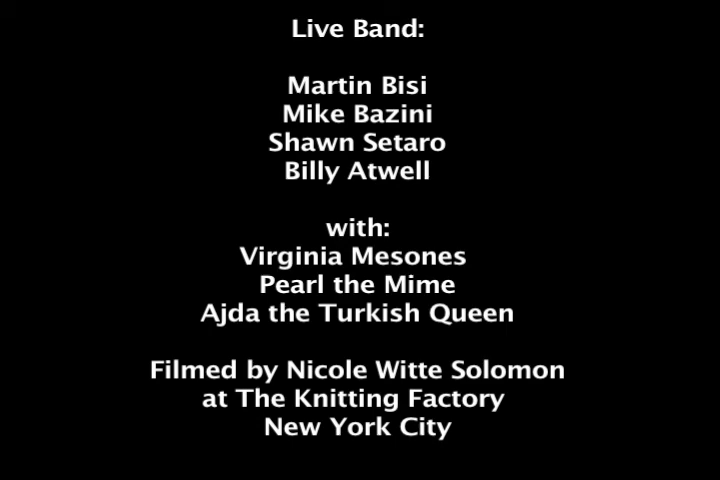 Live Band:
Martin Bisi
Mike Bazini
Shawn Setaro
Billy Atwell
with:
Virginia Mesones
Pearl the Mime
Ajda the Turkish Queen
Filmed by Nicole Witte Solomon
at The Knitting Factory
New York City